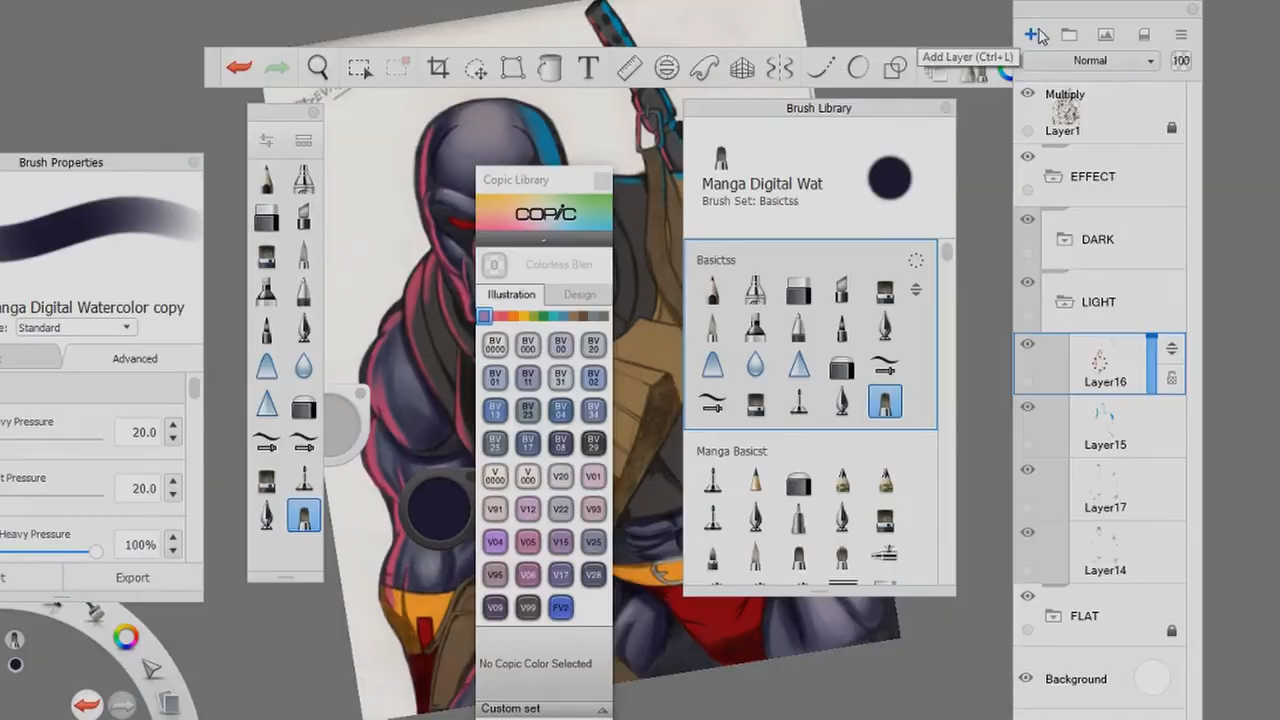 Add Layer (Ctrl+L)
Normal
100
Multiply
Layer1
EFFECT
DARK
LIGHT
Layer16
Layer15
Layer17
Layer14
FLAT
Background
Brush Properties
anga Digital Watercolor copy
e: Standard
Advanced
vy Pressure
20.0
t Pressure
20.0
Heavy Pressure
100%
t
Export
Copic Library
COPIC
0
Colorless Blen
Illustration
Design
BV 0000
BV 000
BV 00
BV 20
BV 01
BV 11
BV 31
BV 02
BV 13
BV 23
BV 04
BV 34
BV 25
BV 17
BV 08
BV 29
V 0000
V 000
V20
V01
V91
V12
V22
V93
V04
V05
V15
V25
V95
V06
V17
V28
V09
V99
FV2
No Copic Color Selected
Custom set
Brush Library
Manga Digital Wat
Brush Set: Basictss
Basictss
Manga Basicst